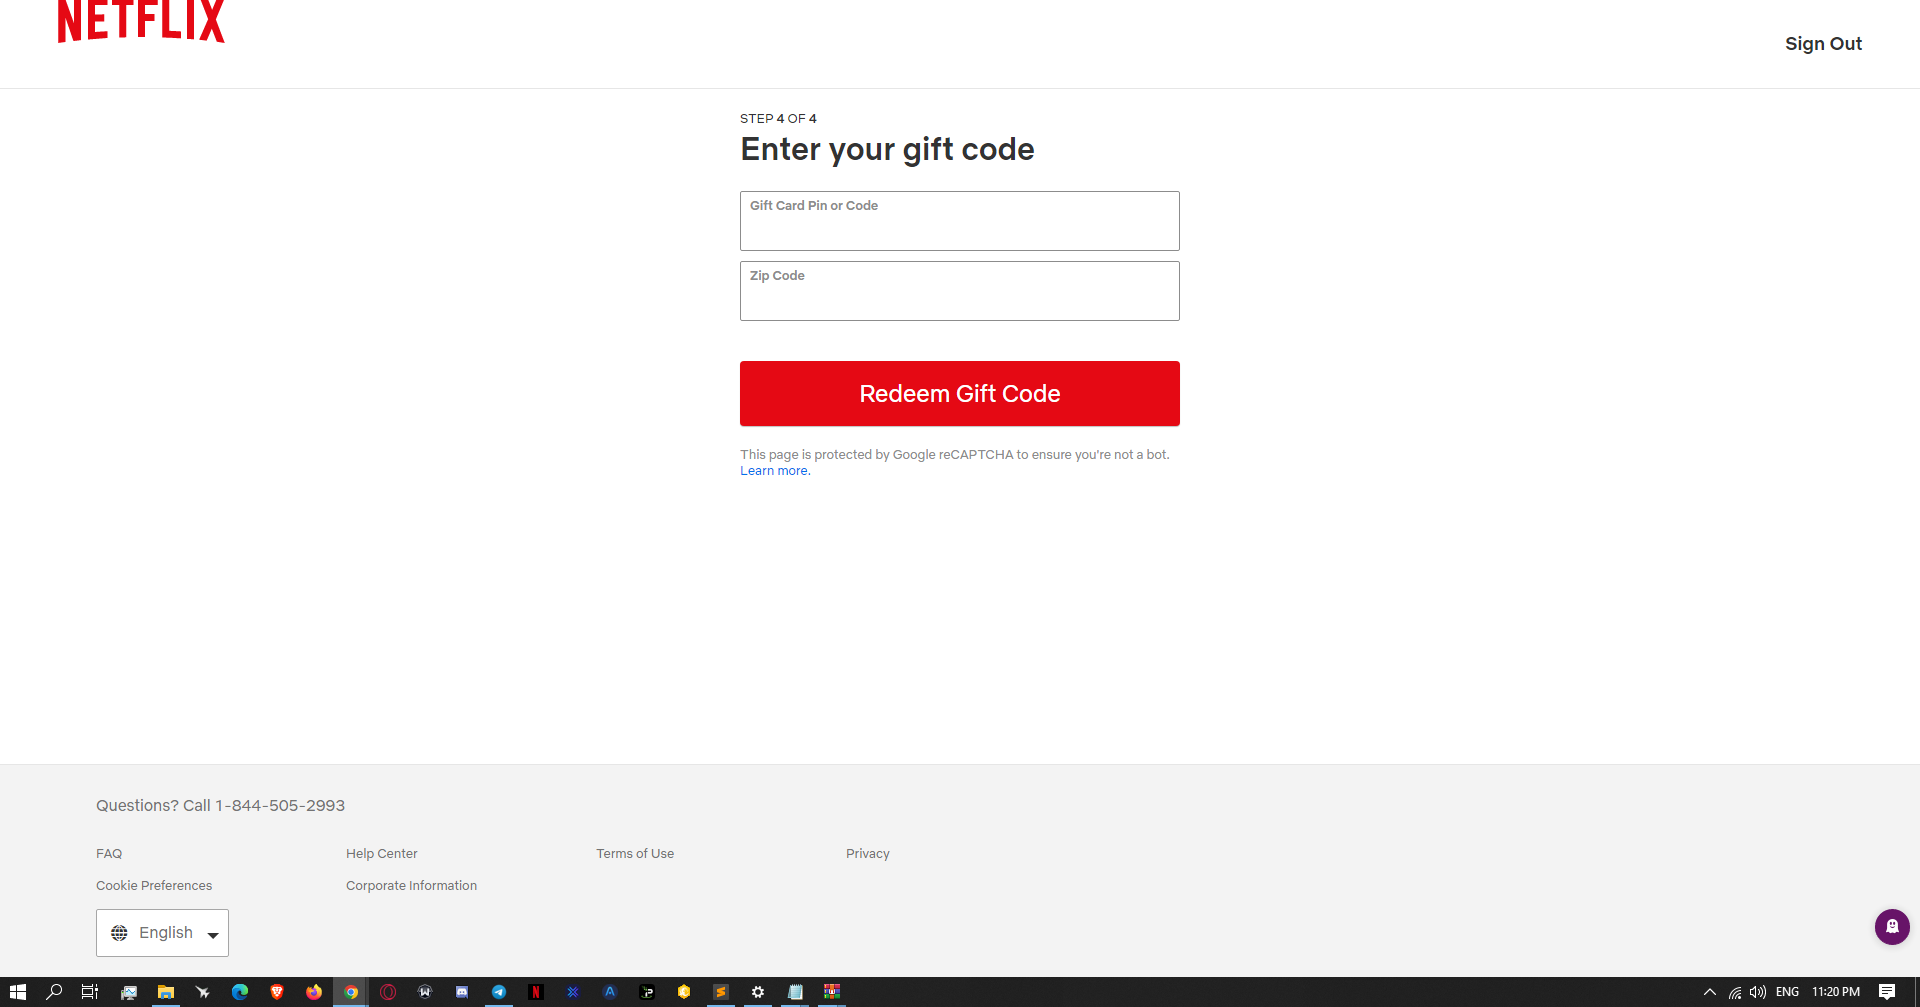 NETFLIX
Sign Out
STEP 4 OF 4
Enter your gift code
Gift Card Pin or Code
Zip Code
Redeem Gift Code
This page is protected by Google reCAPTCHA to ensure you're not a bot.
Learn more.
Questions? Call 1-844-505-2993
FAQ
Help Center
Terms of Use
Privacy
Cookie Preferences
Corporate Information
English
ENG
11:20 PM